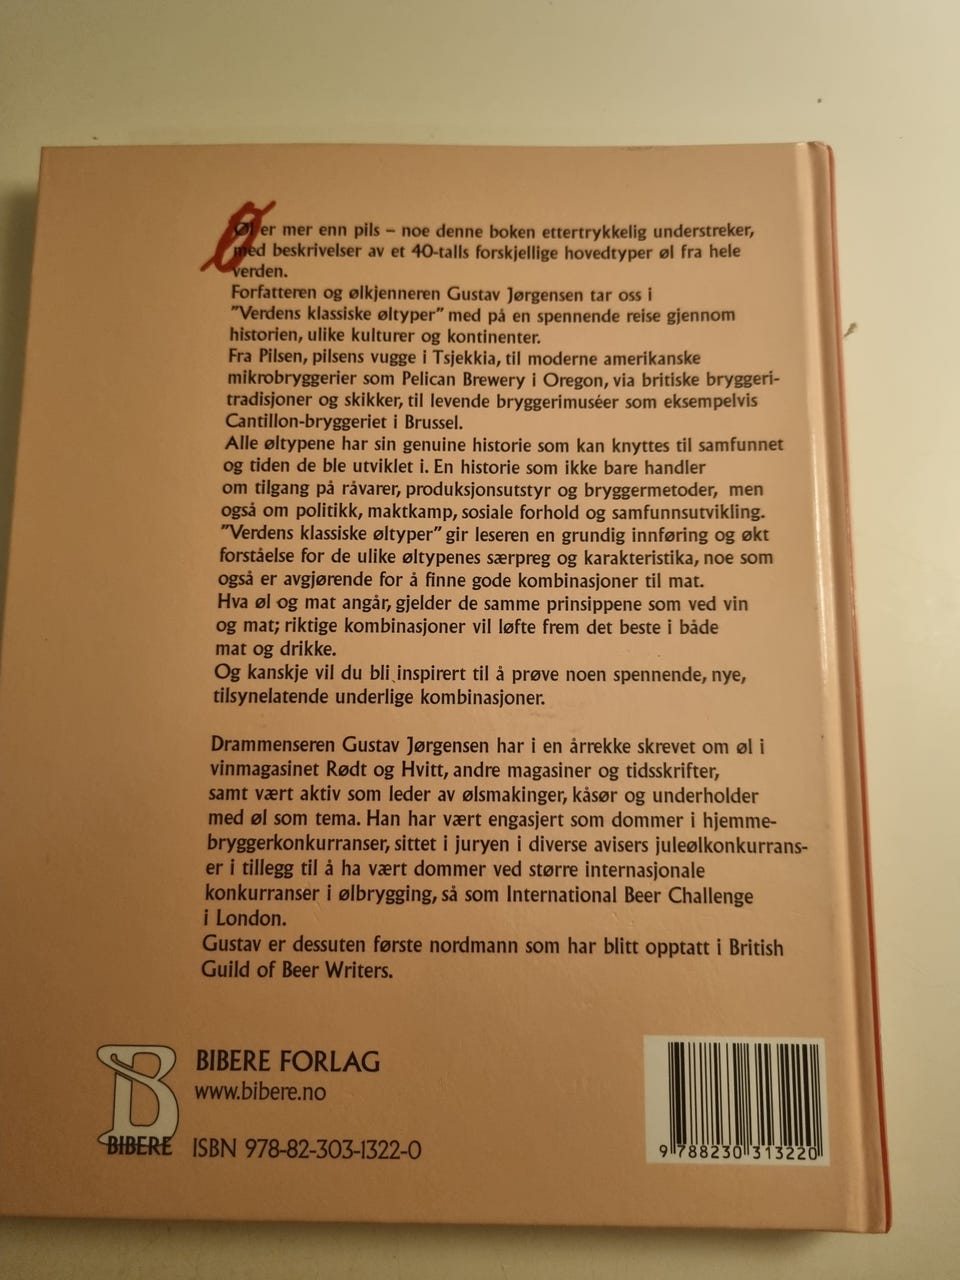 Øl er mer enn pils – noe denne boken ettertrykkelig understreker,
med beskrivelser av et 40-talls forskjellige hovedtyper øl fra hele
verden.
Forfatteren og ølkjenneren Gustav Jørgensen tar oss i
"Verdens klassiske øltyper" med på en spennende reise gjennom
historien, ulike kulturer og kontinenter.
Fra Pilsen, pilsens vugge i Tsjekkia, til moderne amerikanske
mikrobryggerier som Pelican Brewery i Oregon, via britiske bryggeri-
tradisjoner og skikker, til levende bryggerimuséer som eksempelvis
Cantillon-bryggeriet i Brussel.
Alle øltypene har sin genuine historie som kan knyttes til samfunnet
og tiden de ble utviklet i. En historie som ikke bare handler
om tilgang på råvarer, produksjonsutstyr og bryggermetoder, men
også om politikk, maktkamp, sosiale forhold og samfunnsutvikling.
"Verdens klassiske øltyper" gir leseren en grundig innføring og økt
forståelse for de ulike øltypenes særpreg og karakteristika, noe som
også er avgjørende for å finne gode kombinasjoner til mat.
Hva øl og mat angår, gjelder de samme prinsippene som ved vin
og mat; riktige kombinasjoner vil løfte frem det beste i både
mat og drikke.
Og kanskje vil du bli inspirert til å prøve noen spennende, nye,
tilsynelatende underlige kombinasjoner.
Drammenseren Gustav Jørgensen har i en årrekke skrevet om øl i
vinmagasinet Rødt og Hvitt, andre magasiner og tidsskrifter,
samt vært aktiv som leder av ølsmakinger, kåsør og underholder
med øl som tema. Han har vært engasjert som dommer i hjemme-
bryggerkonkurranser, sittet i juryen i diverse avisers juleølkonkurrans-
er i tillegg til å ha vært dommer ved større internasjonale
konkurranser i ølbrygging, så som International Beer Challenge
i London.
Gustav er dessuten første nordmann som har blitt opptatt i British
Guild of Beer Writers.
B
BIBERE
BIBERE FORLAG
www.bibere.no
ISBN 978-82-303-1322-0
9 788230 313220